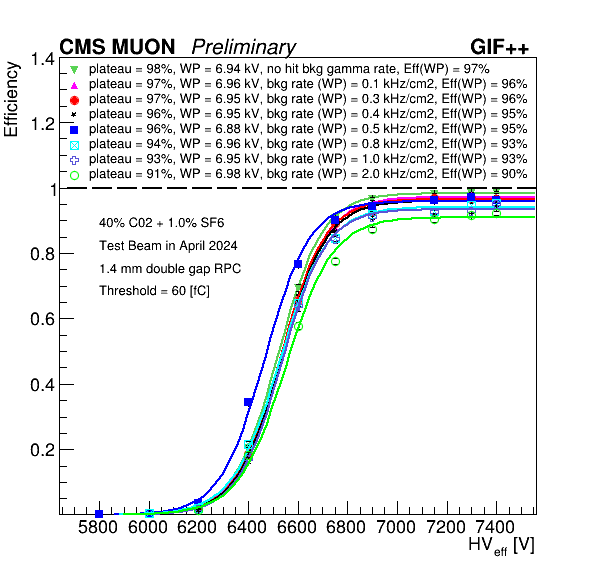 CMS MUON Preliminary GIF++
Efficiency
1.4
1.2
1
0.8
0.6
0.4
0.2
plateau = 98%, WP = 6.94 kV, no hit bkg gamma rate, Eff(WP) = 97%
plateau = 97%, WP = 6.96 kV, bkg rate (WP) = 0.1 kHz/cm2, Eff(WP) = 96%
plateau = 97%, WP = 6.95 kV, bkg rate (WP) = 0.3 kHz/cm2, Eff(WP) = 96%
plateau = 96%, WP = 6.95 kV, bkg rate (WP) = 0.4 kHz/cm2, Eff(WP) = 95%
plateau = 96%, WP = 6.88 kV, bkg rate (WP) = 0.5 kHz/cm2, Eff(WP) = 95%
plateau = 94%, WP = 6.96 kV, bkg rate (WP) = 0.8 kHz/cm2, Eff(WP) = 93%
plateau = 93%, WP = 6.95 kV, bkg rate (WP) = 1.0 kHz/cm2, Eff(WP) = 93%
plateau = 91%, WP = 6.98 kV, bkg rate (WP) = 2.0 kHz/cm2, Eff(WP) = 90%
40% C02 + 1.0% SF6
Test Beam in April 2024
1.4 mm double gap RPC
Threshold = 60 [fC]
5800 6000 6200 6400 6600 6800 7000 7200 7400
HVeff [V]